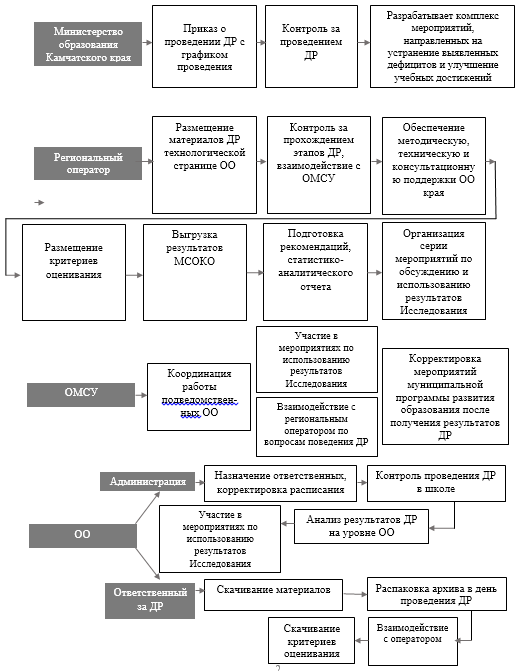 Министерство
образования
Камчатского края
Приказ о
проведении ДР с
графиком
проведения
Контроль за
проведением
ДР
Разрабатывает комплекс
мероприятий,
направленных на
устранение выявленных
дефицитов и улучшение
учебных достижений
Региональный
оператор
Размещение
материалов ДР
технологической
странице ОО
Контроль за
прохождением
этапов ДР,
взаимодействие с
ОМСУ
Обеспечение
методическую,
техническую и
консультационну
ю поддержки ОО
края
Размещение
критериев
оценивания
Выгрузка
результатов
МСОКО
Подготовка
рекомендаций,
статистико-
аналитического
отчета
Организация
серии
мероприятий по
обсуждению и
использованию
результатов
Исследования
ОМСУ
Координация
работы
подведомствен-
ных ОО
Участие в
мероприятиях по
использованию
результатов
Исследования
Взаимодействие с
региональным
оператором по
вопросам поведения ДР
Корректировка
мероприятий
муниципальной
программы развития
образования после
получения результатов
ДР
ОО
Администрация
Назначение ответственных,
корректировка расписания
Контроль проведения ДР
в школе
Анализ результатов ДР
на уровне ОО
Участие в
мероприятиях по
использованию
результатов
Исследования
Ответственный
за ДР
Скачивание материалов
Распаковка архива в день
проведения ДР
Взаимодействие
с оператором
Скачивание
критериев
оценивания
2